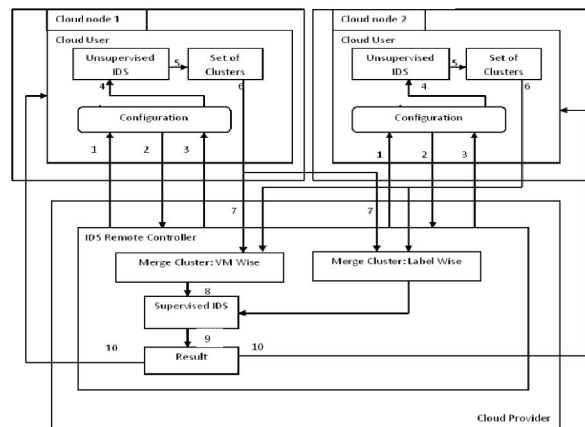 Cloud node 1
Cloud node 2
Cloud User
Cloud User
Unsupervised
IDS
5
Set of
Clusters
Unsupervised
IDS
5
Set of
Clusters
4
6
4
6
Configuration
Configuration
1
2
3
1
2
3
7
7
IDS Remote Controller
Merge Cluster: VM Wise
Merge Cluster: Label Wise
8
Supervised IDS
9
10
Result
10
Cloud Provider